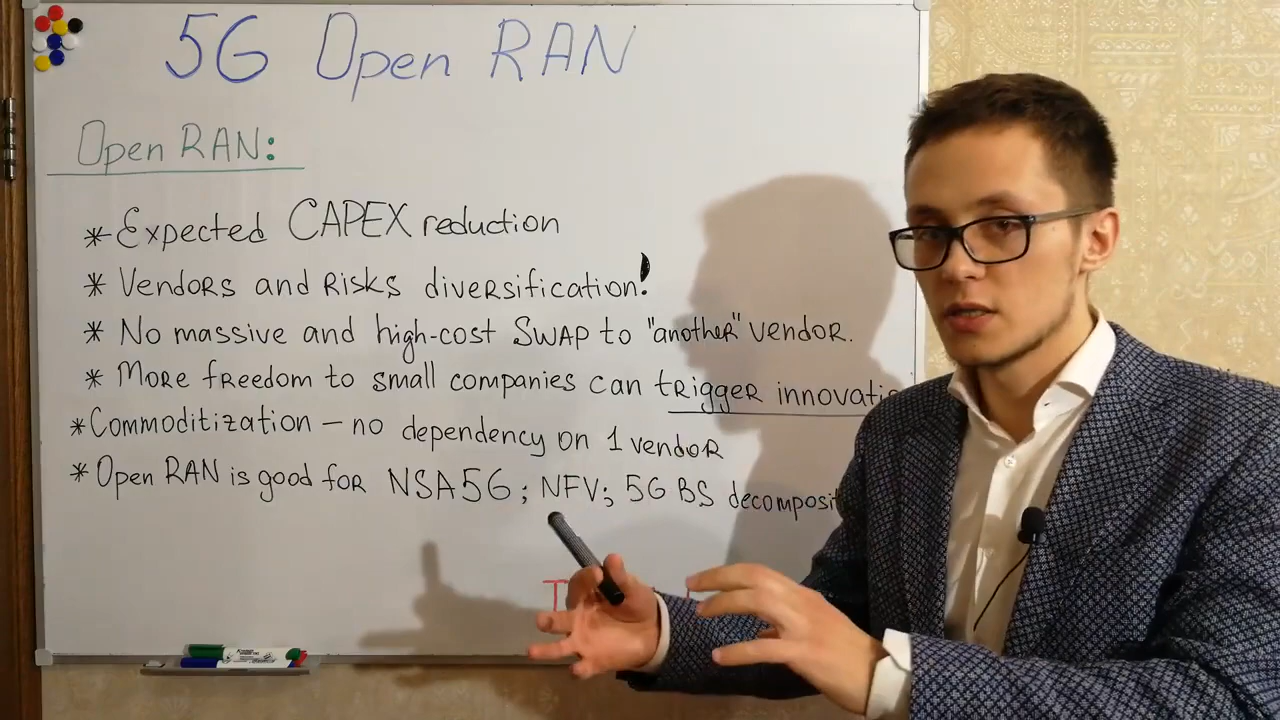 5G Open RAN
Open RAN:
* Expected CAPEX reduction
* Vendors and Risks diversification!
* No massive and high-cost SWAP to "another" vendor.
* More freedom to small companies can trigger innovatio
* Commoditization – no dependency on 1 vendor
* Open RAN is good for NSA5G; NFV; 5G BS decomposit